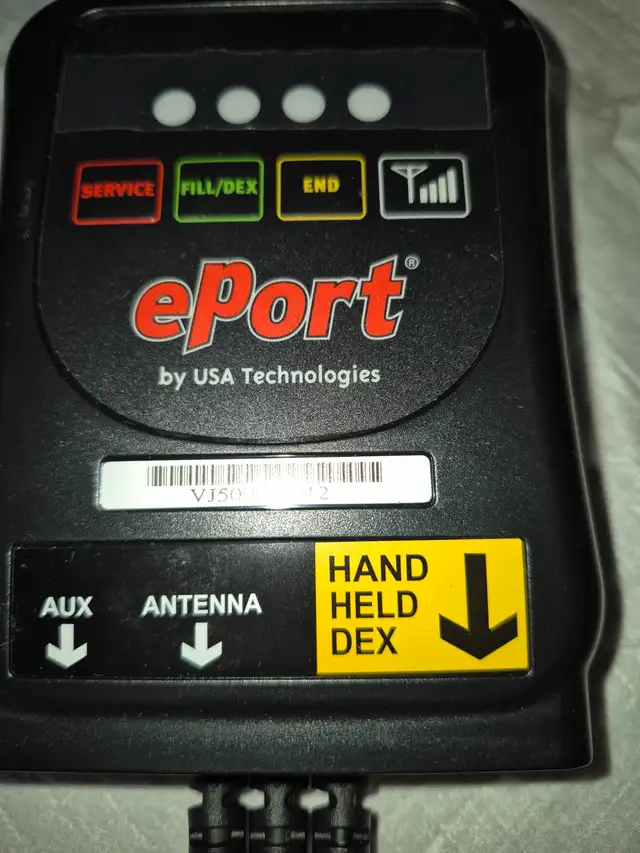 SERVICE FILL/DEX END
ePort®
by USA Technologies
AUX ANTENNA
HAND
HELD
DEX